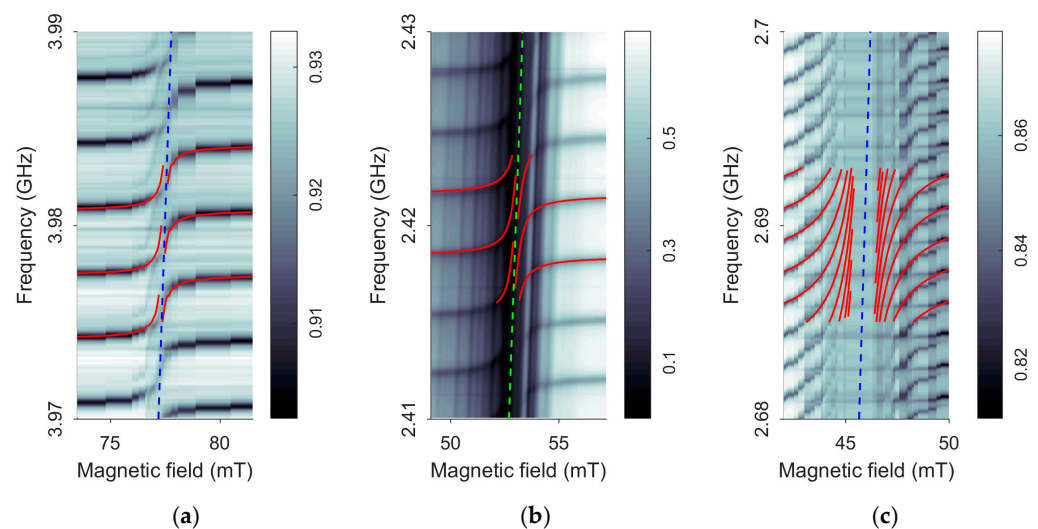 3.99
3.98
3.97
Frequency (GHz)
75
80
Magnetic field (mT)
0.93
0.92
0.91
(a)
2.43
2.42
2.41
Frequency (GHz)
50
55
Magnetic field (mT)
0.5
0.3
0.1
(b)
2.7
2.69
2.68
Frequency (GHz)
45
50
Magnetic field (mT)
0.86
0.84
0.82
(c)